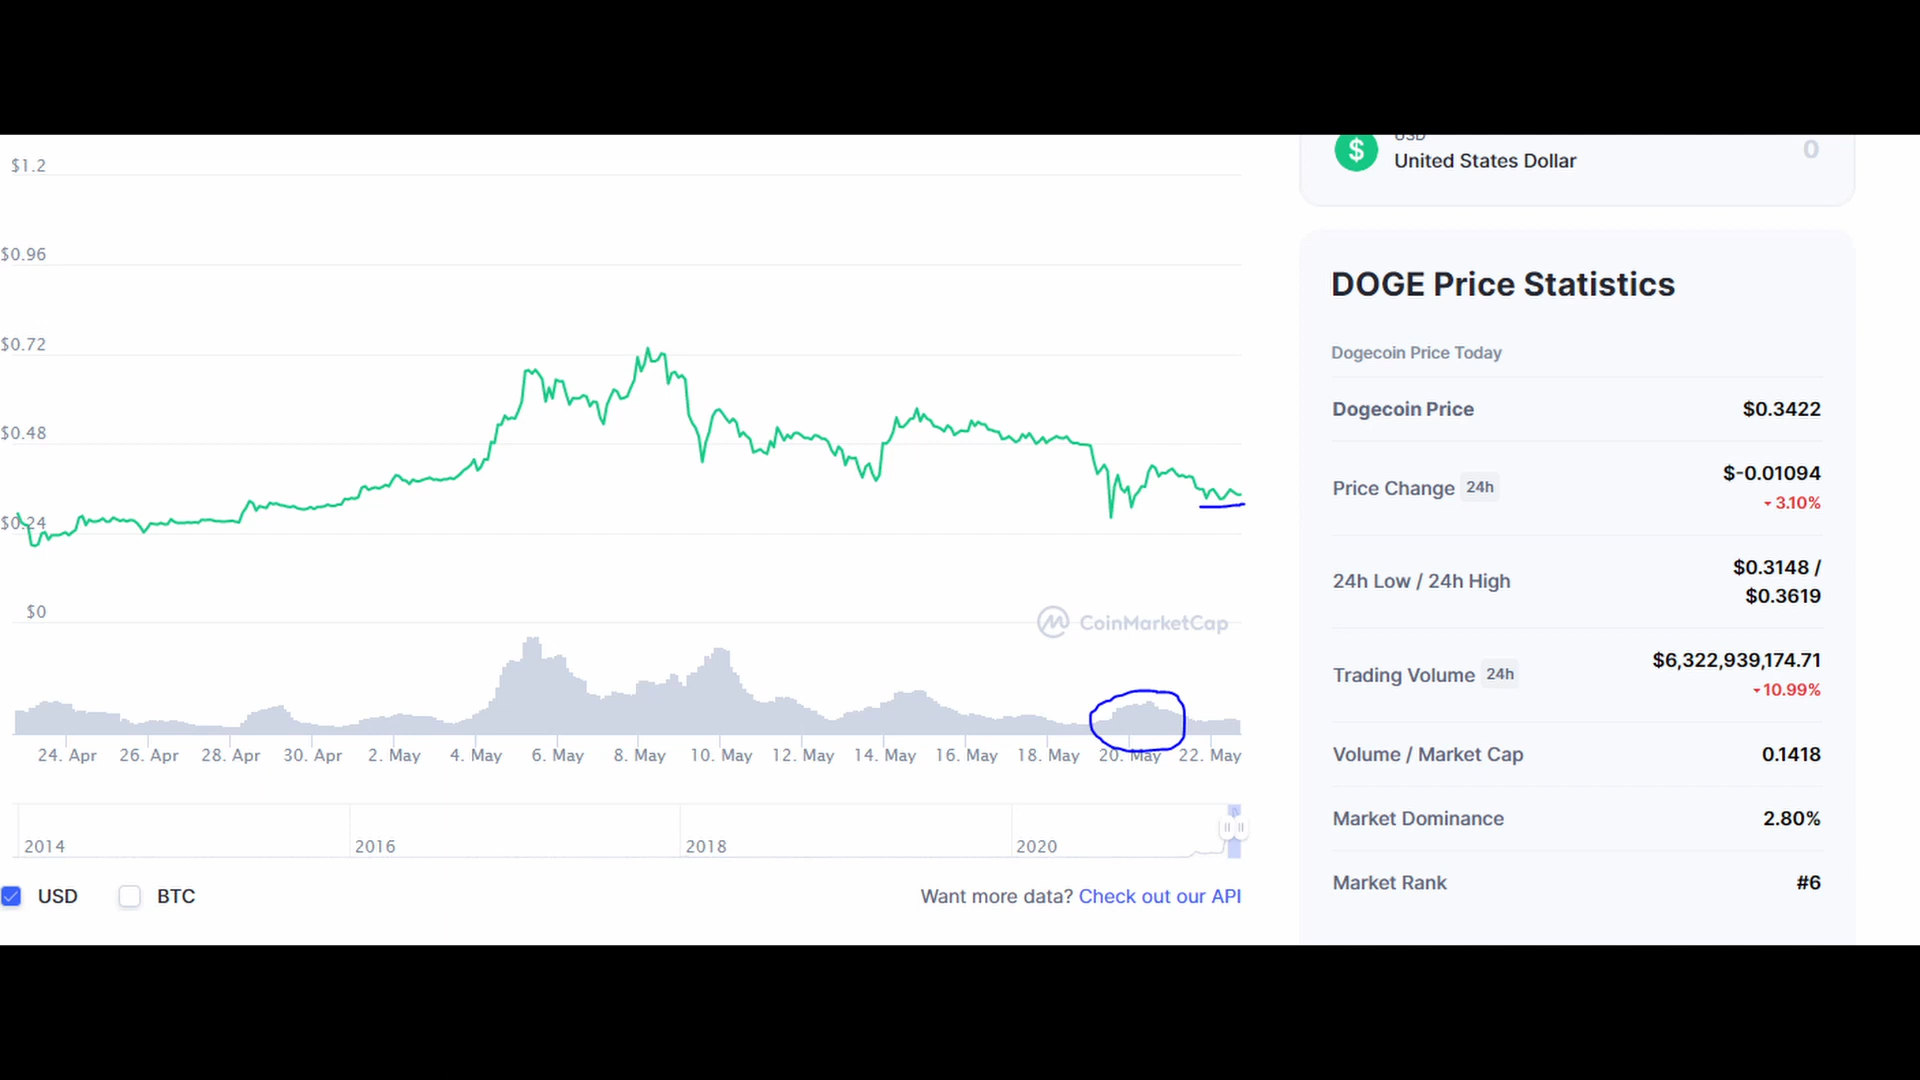 USD
United States Dollar
0
$1.2
$0.96
$0.72
$0.48
$0.24
$0
CoinMarketCap
24. Apr 26. Apr 28. Apr 30. Apr 2. May 4. May 6. May 8. May 10. May 12. May 14. May 16. May 18. May 20. May 22. May
2014 2016 2018 2020
USD BTC
Want more data? Check out our API
DOGE Price Statistics
Dogecoin Price Today
Dogecoin Price $0.3422
Price Change 24h $-0.01094
3.10%
24h Low / 24h High $0.3148 /
$0.3619
Trading Volume 24h $6,322,939,174.71
10.99%
Volume / Market Cap 0.1418
Market Dominance 2.80%
Market Rank #6